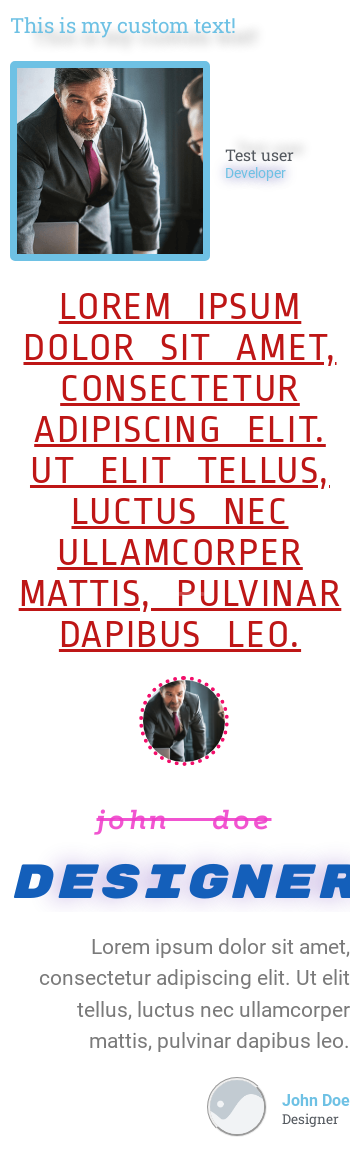 This is my custom text!
Test user
Developer
LOREM IPSUM
DOLOR SIT AMET,
CONSECTETUR
ADIPISCING ELIT.
UT ELIT TELLUS,
LUCTUS NEC
ULLAMCORPER
MATTIS, PULVINAR
DAPIBUS LEO.
john doe
DESIGNER
Lorem ipsum dolor sit amet,
consectetur adipiscing elit. Ut elit
tellus, luctus nec ullamcorper
mattis, pulvinar dapibus leo.
John Doe
Designer